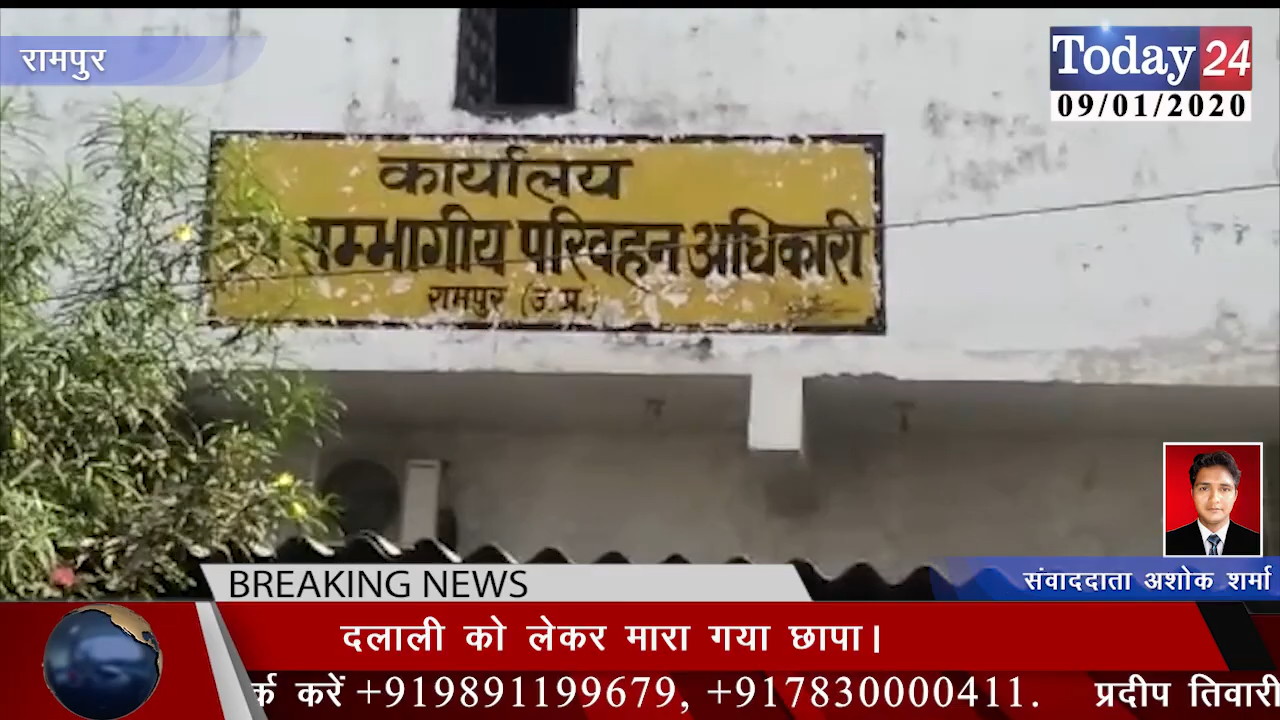 रामपुर
Today 24
09/01/2020
कार्यालय
परिवहन अधिकारी
रामपुर (उ. प्र.)
संवाददाता अशोक शर्मा
BREAKING NEWS
दलाली को लेकर मारा गया छापा।
करें +919891199679, +917830000411. प्रदीप तिवारी